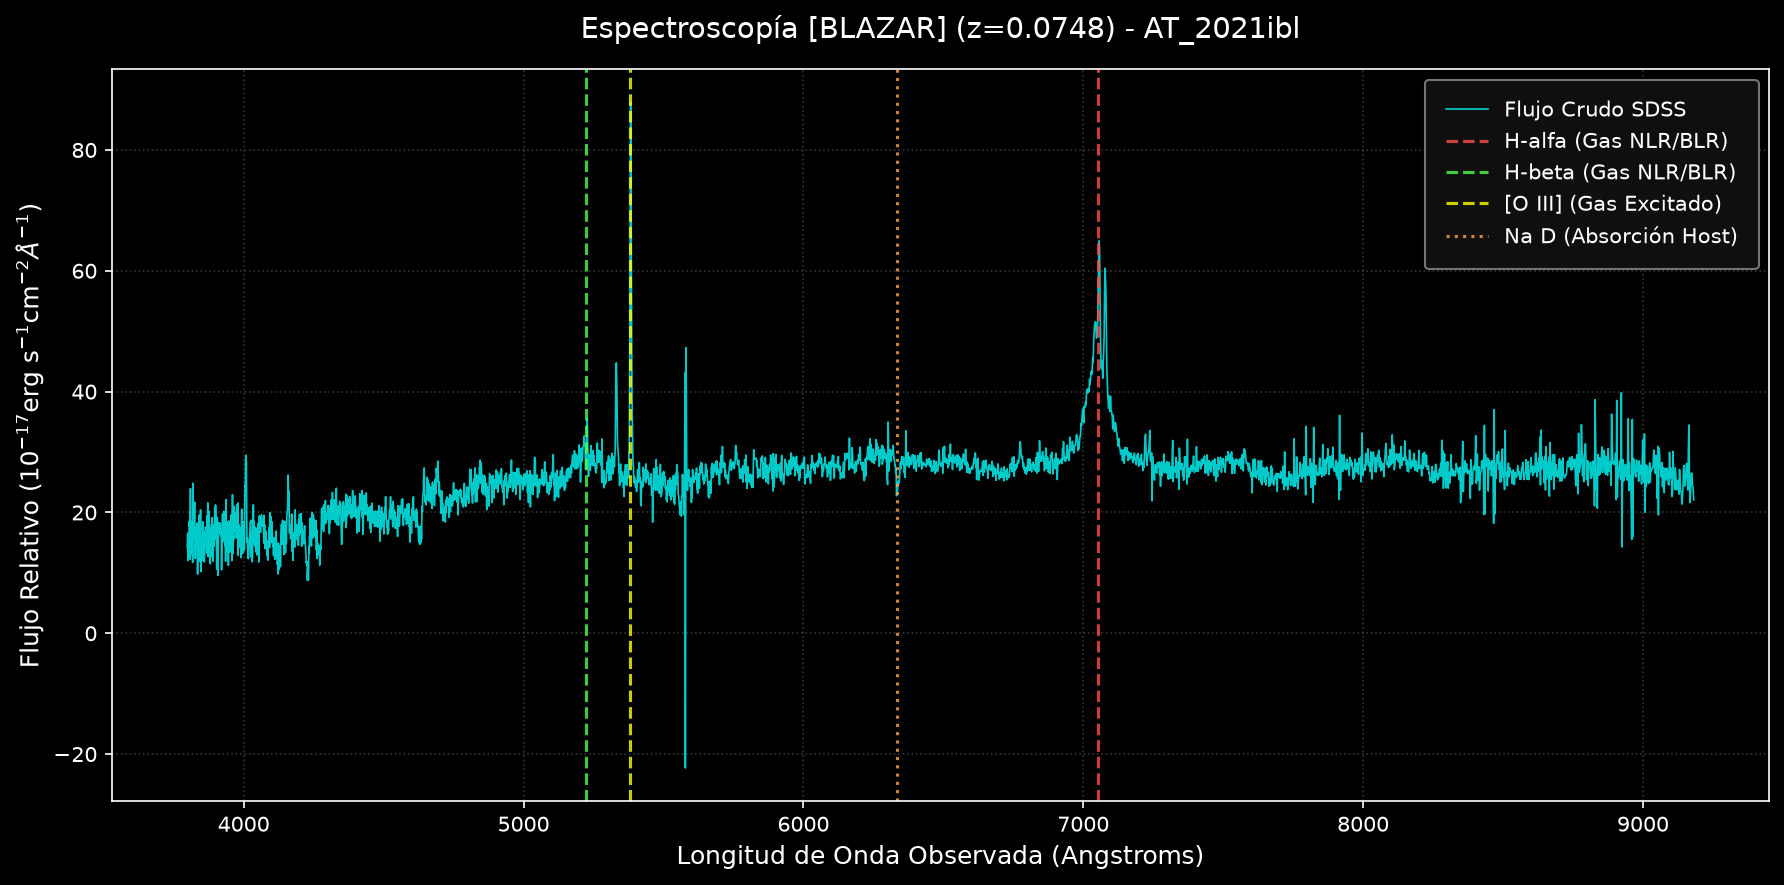 Espectroscopía [BLAZAR] (z=0.0748) - AT_2021ibl
Flujo Crudo SDSS
H-alfa (Gas NLR/BLR)
H-beta (Gas NLR/BLR)
[O III] (Gas Excitado)
Na D (Absorción Host)
Flujo Relativo (10⁻¹⁷erg s⁻¹cm⁻²Å⁻¹)
80
60
40
20
0
−20
4000 5000 6000 7000 8000 9000
Longitud de Onda Observada (Angstroms)